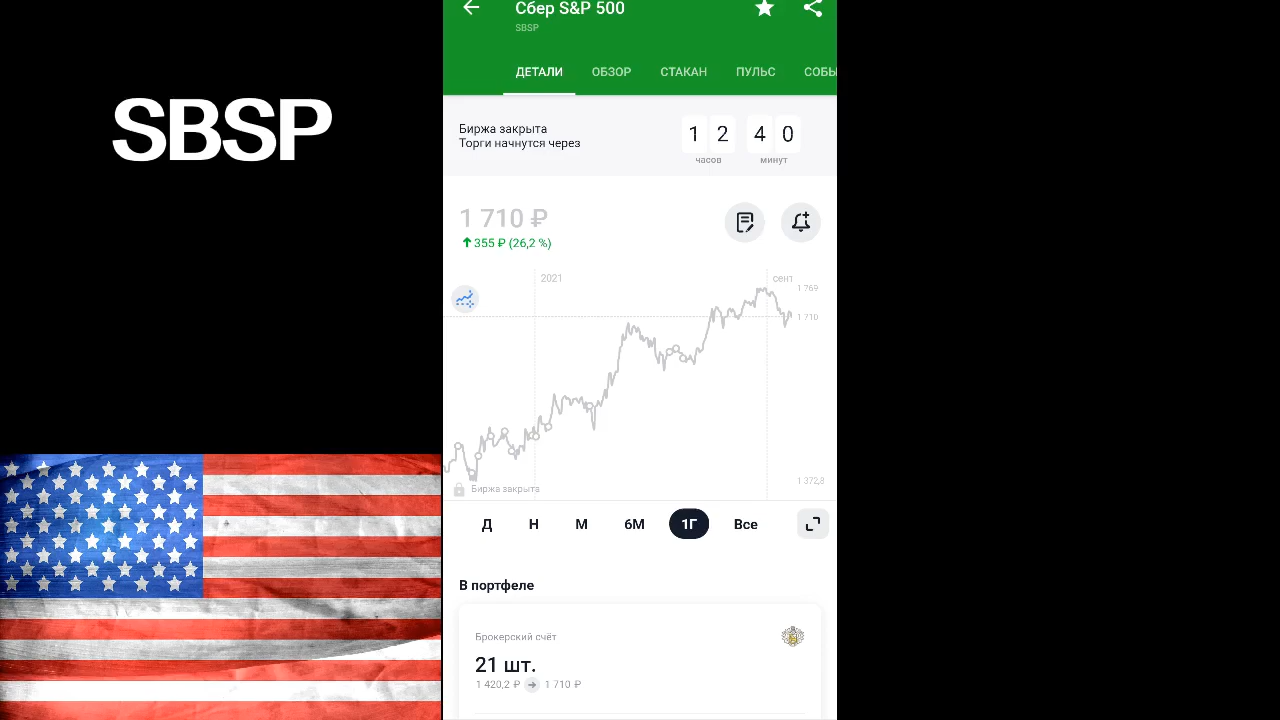 SBSP
Сбер S&P 500
SBSP
ДЕТАЛИ ОБЗОР СТАКАН ПУЛЬС СОБЫ
Биржа закрыта
Торги начнутся через
1 2 4 0
часов минут
1 710 ₽
355 ₽ (26,2 %)
2021 сент
1 769
1 710
1 372,8
Биржа закрыта
Д Н М 6М 1Г Все
В портфеле
Брокерский счёт
21 шт.
1 420,2 ₽ → 1 710 ₽